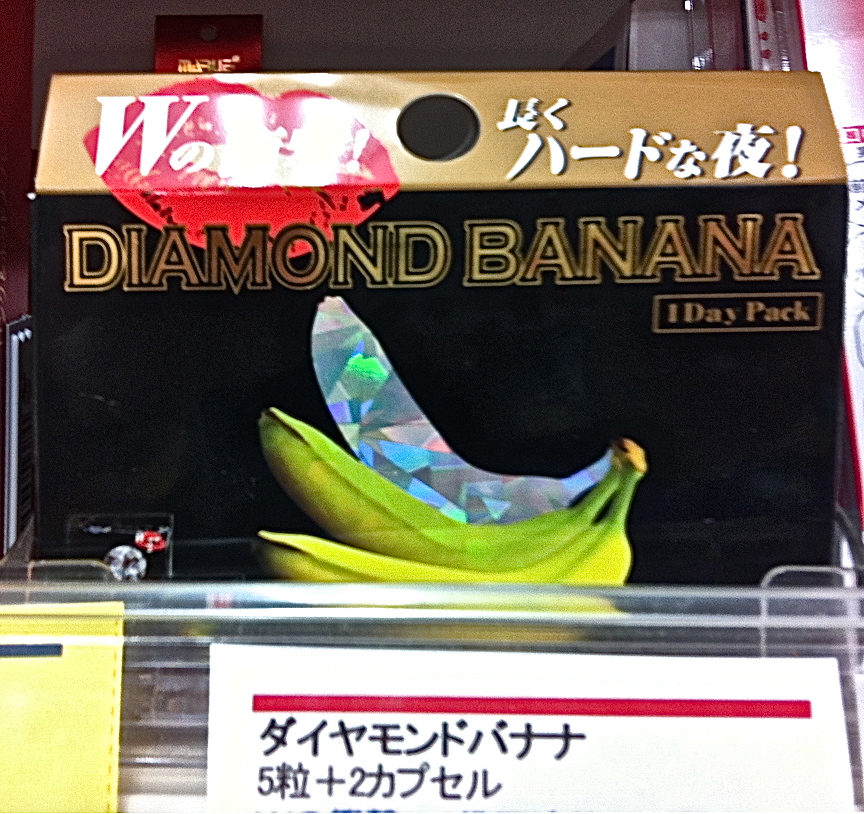 Wの
長く
ハードな夜!
DIAMOND BANANA
1Day Pack
ダイヤモンドバナナ
5粒+2カプセル